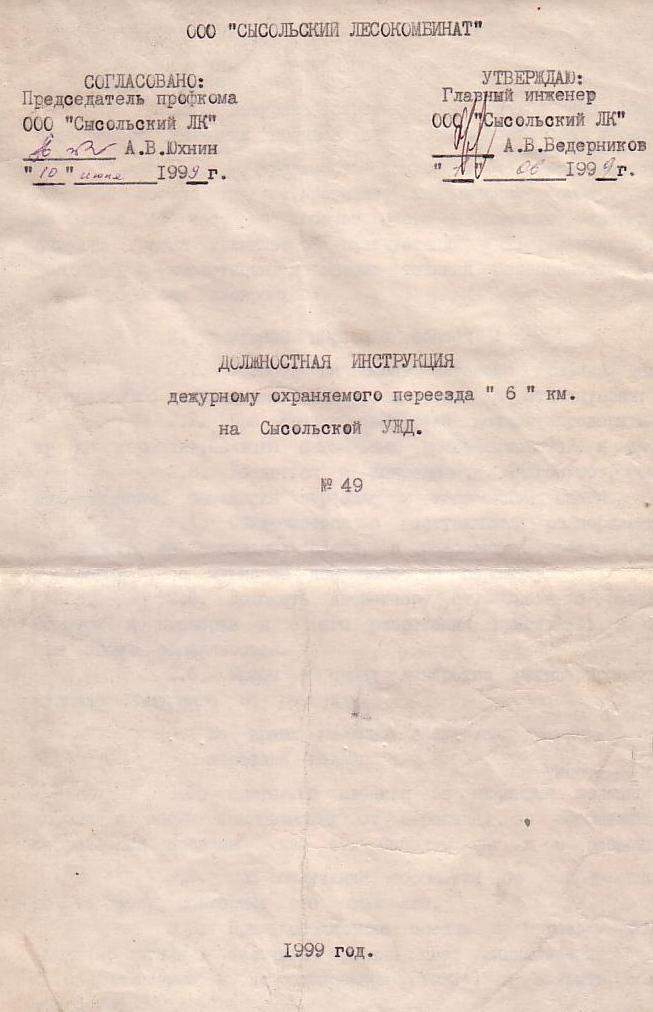 ООО "СЫСОЛЬСКИЙ ЛЕСОКОМБИНАТ"
СОГЛАСОВАНО:
Председатель профкома
ООО "Сысольский ЛК"
А.В.Юхнин
"10" июня 1999 г.
УТВЕРЖДАЮ:
Главный инженер
ООО "Сысольский ЛК"
А.В.Ведерников
" " 06 1999 г.
ДОЛЖНОСТНАЯ ИНСТРУКЦИЯ
дежурному охраняемого переезда " 6 " км.
на Сысольской УЖД.
№ 49
1999 год.